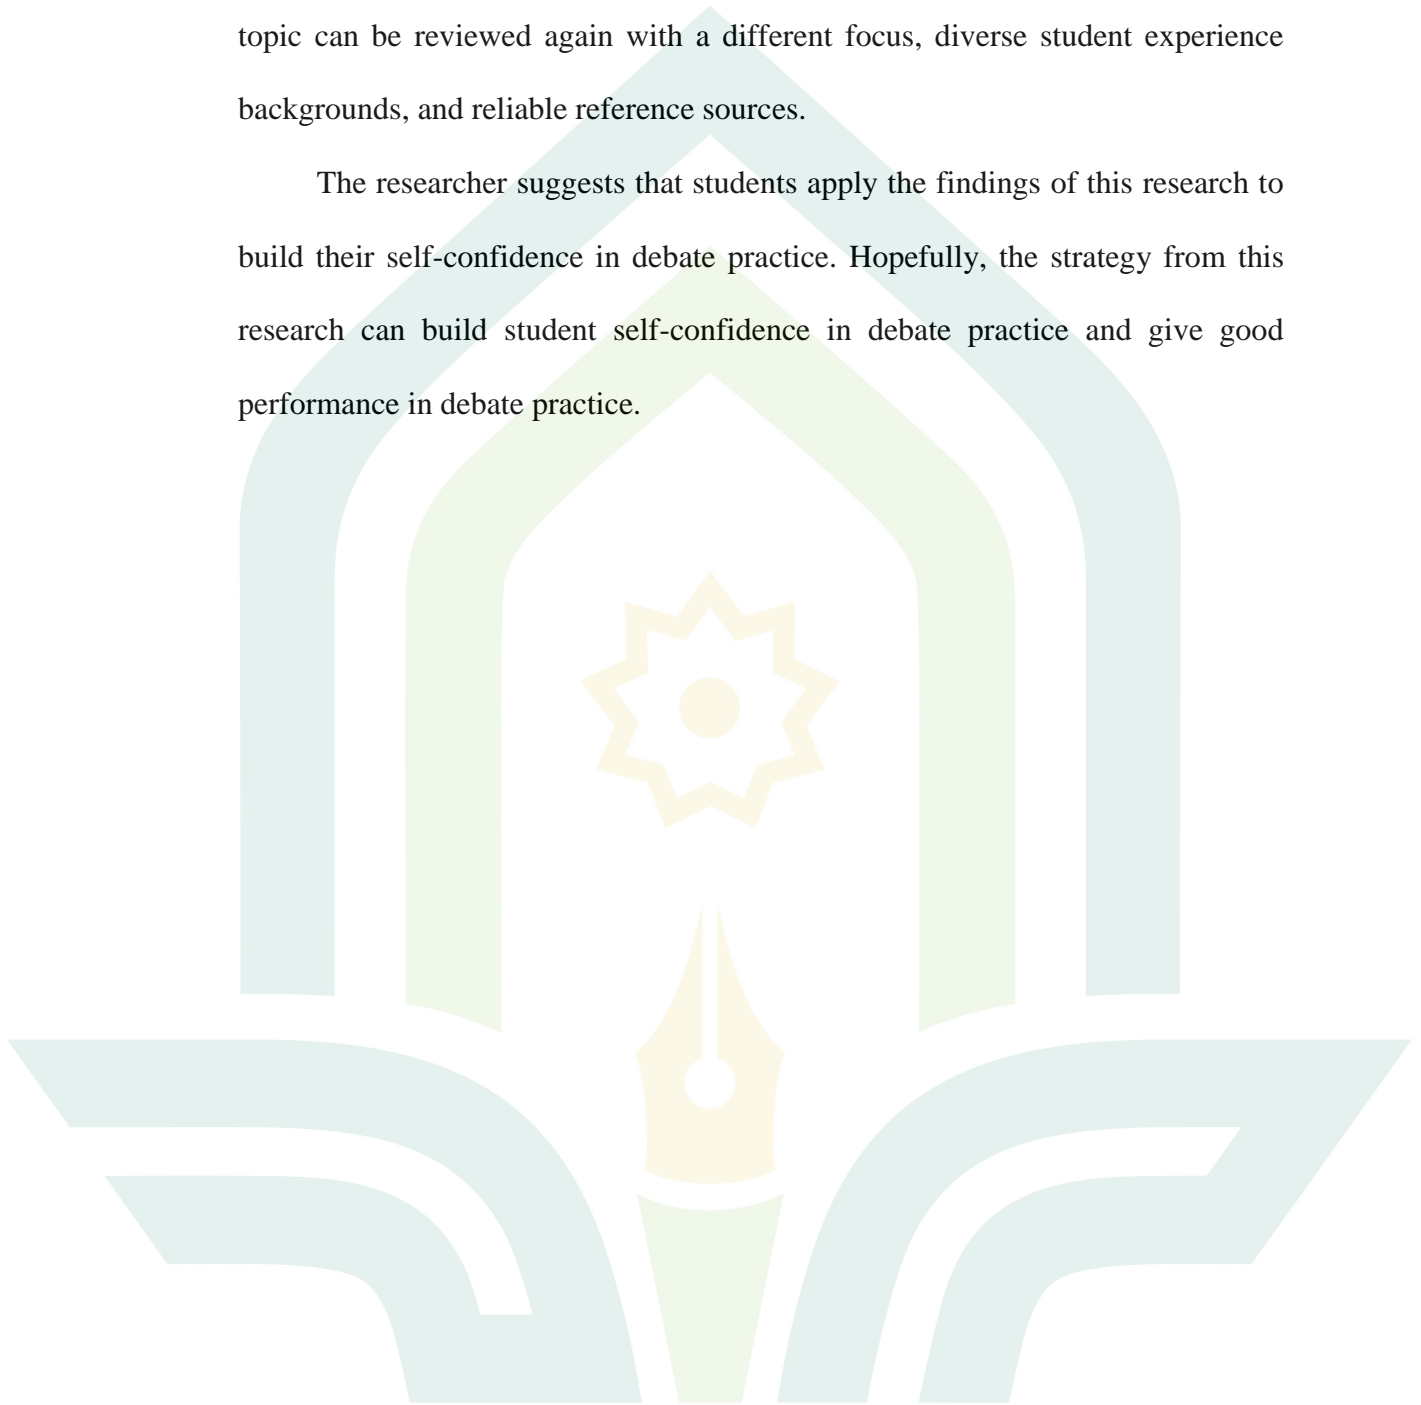 topic can be reviewed again with a different focus, diverse student experience
backgrounds, and reliable reference sources.
The researcher suggests that students apply the findings of this research to
build their self-confidence in debate practice. Hopefully, the strategy from this
research can build student self-confidence in debate practice and give good
performance in debate practice.